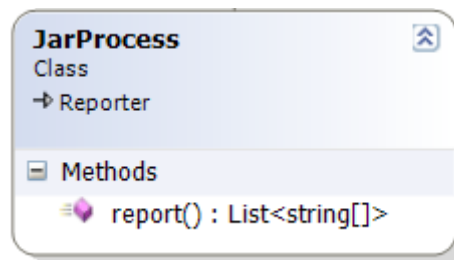 JarProcess
Class
Reporter
Methods
report() : List<string[]>